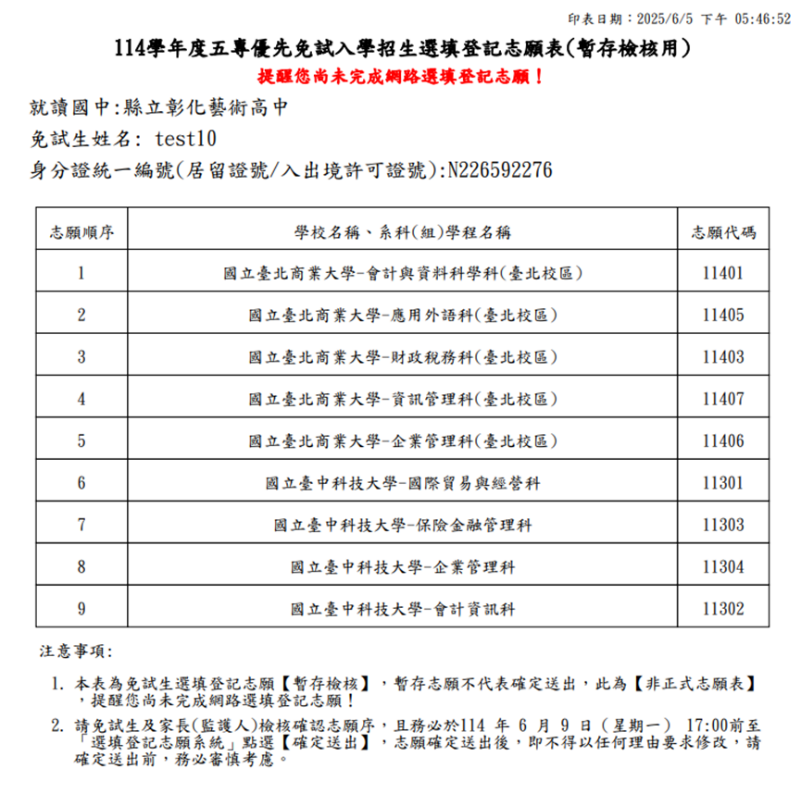 印表日期：2025/6/5 下午 05:46:52
114學年度五專優先免試入學招生選填登記志願表(暫存檢核用)
提醒您尚未完成網路選填登記志願！
就讀國中:縣立彰化藝術高中
免試生姓名: test10
身分證統一編號(居留證號/入出境許可證號):N226592276
志願順序 學校名稱、系科(組)學程名稱 志願代碼
1 國立臺北商業大學-會計與資料科學科(臺北校區) 11401
2 國立臺北商業大學-應用外語科(臺北校區) 11405
3 國立臺北商業大學-財政稅務科(臺北校區) 11403
4 國立臺北商業大學-資訊管理科(臺北校區) 11407
5 國立臺北商業大學-企業管理科(臺北校區) 11406
6 國立臺中科技大學-國際貿易與經營科 11301
7 國立臺中科技大學-保險金融管理科 11303
8 國立臺中科技大學-企業管理科 11304
9 國立臺中科技大學-會計資訊科 11302
注意事項:
1. 本表為免試生選填登記志願【暫存檢核】，暫存志願不代表確定送出，此為【非正式志願表】
，提醒您尚未完成網路選填登記志願！
2. 請免試生及家長(監護人)檢核確認志願序，且務必於114 年 6 月 9 日（星期一） 17:00前至
「選填登記志願系統」點選【確定送出】，志願確定送出後，即不得以任何理由要求修改，請
確定送出前，務必審慎考慮。